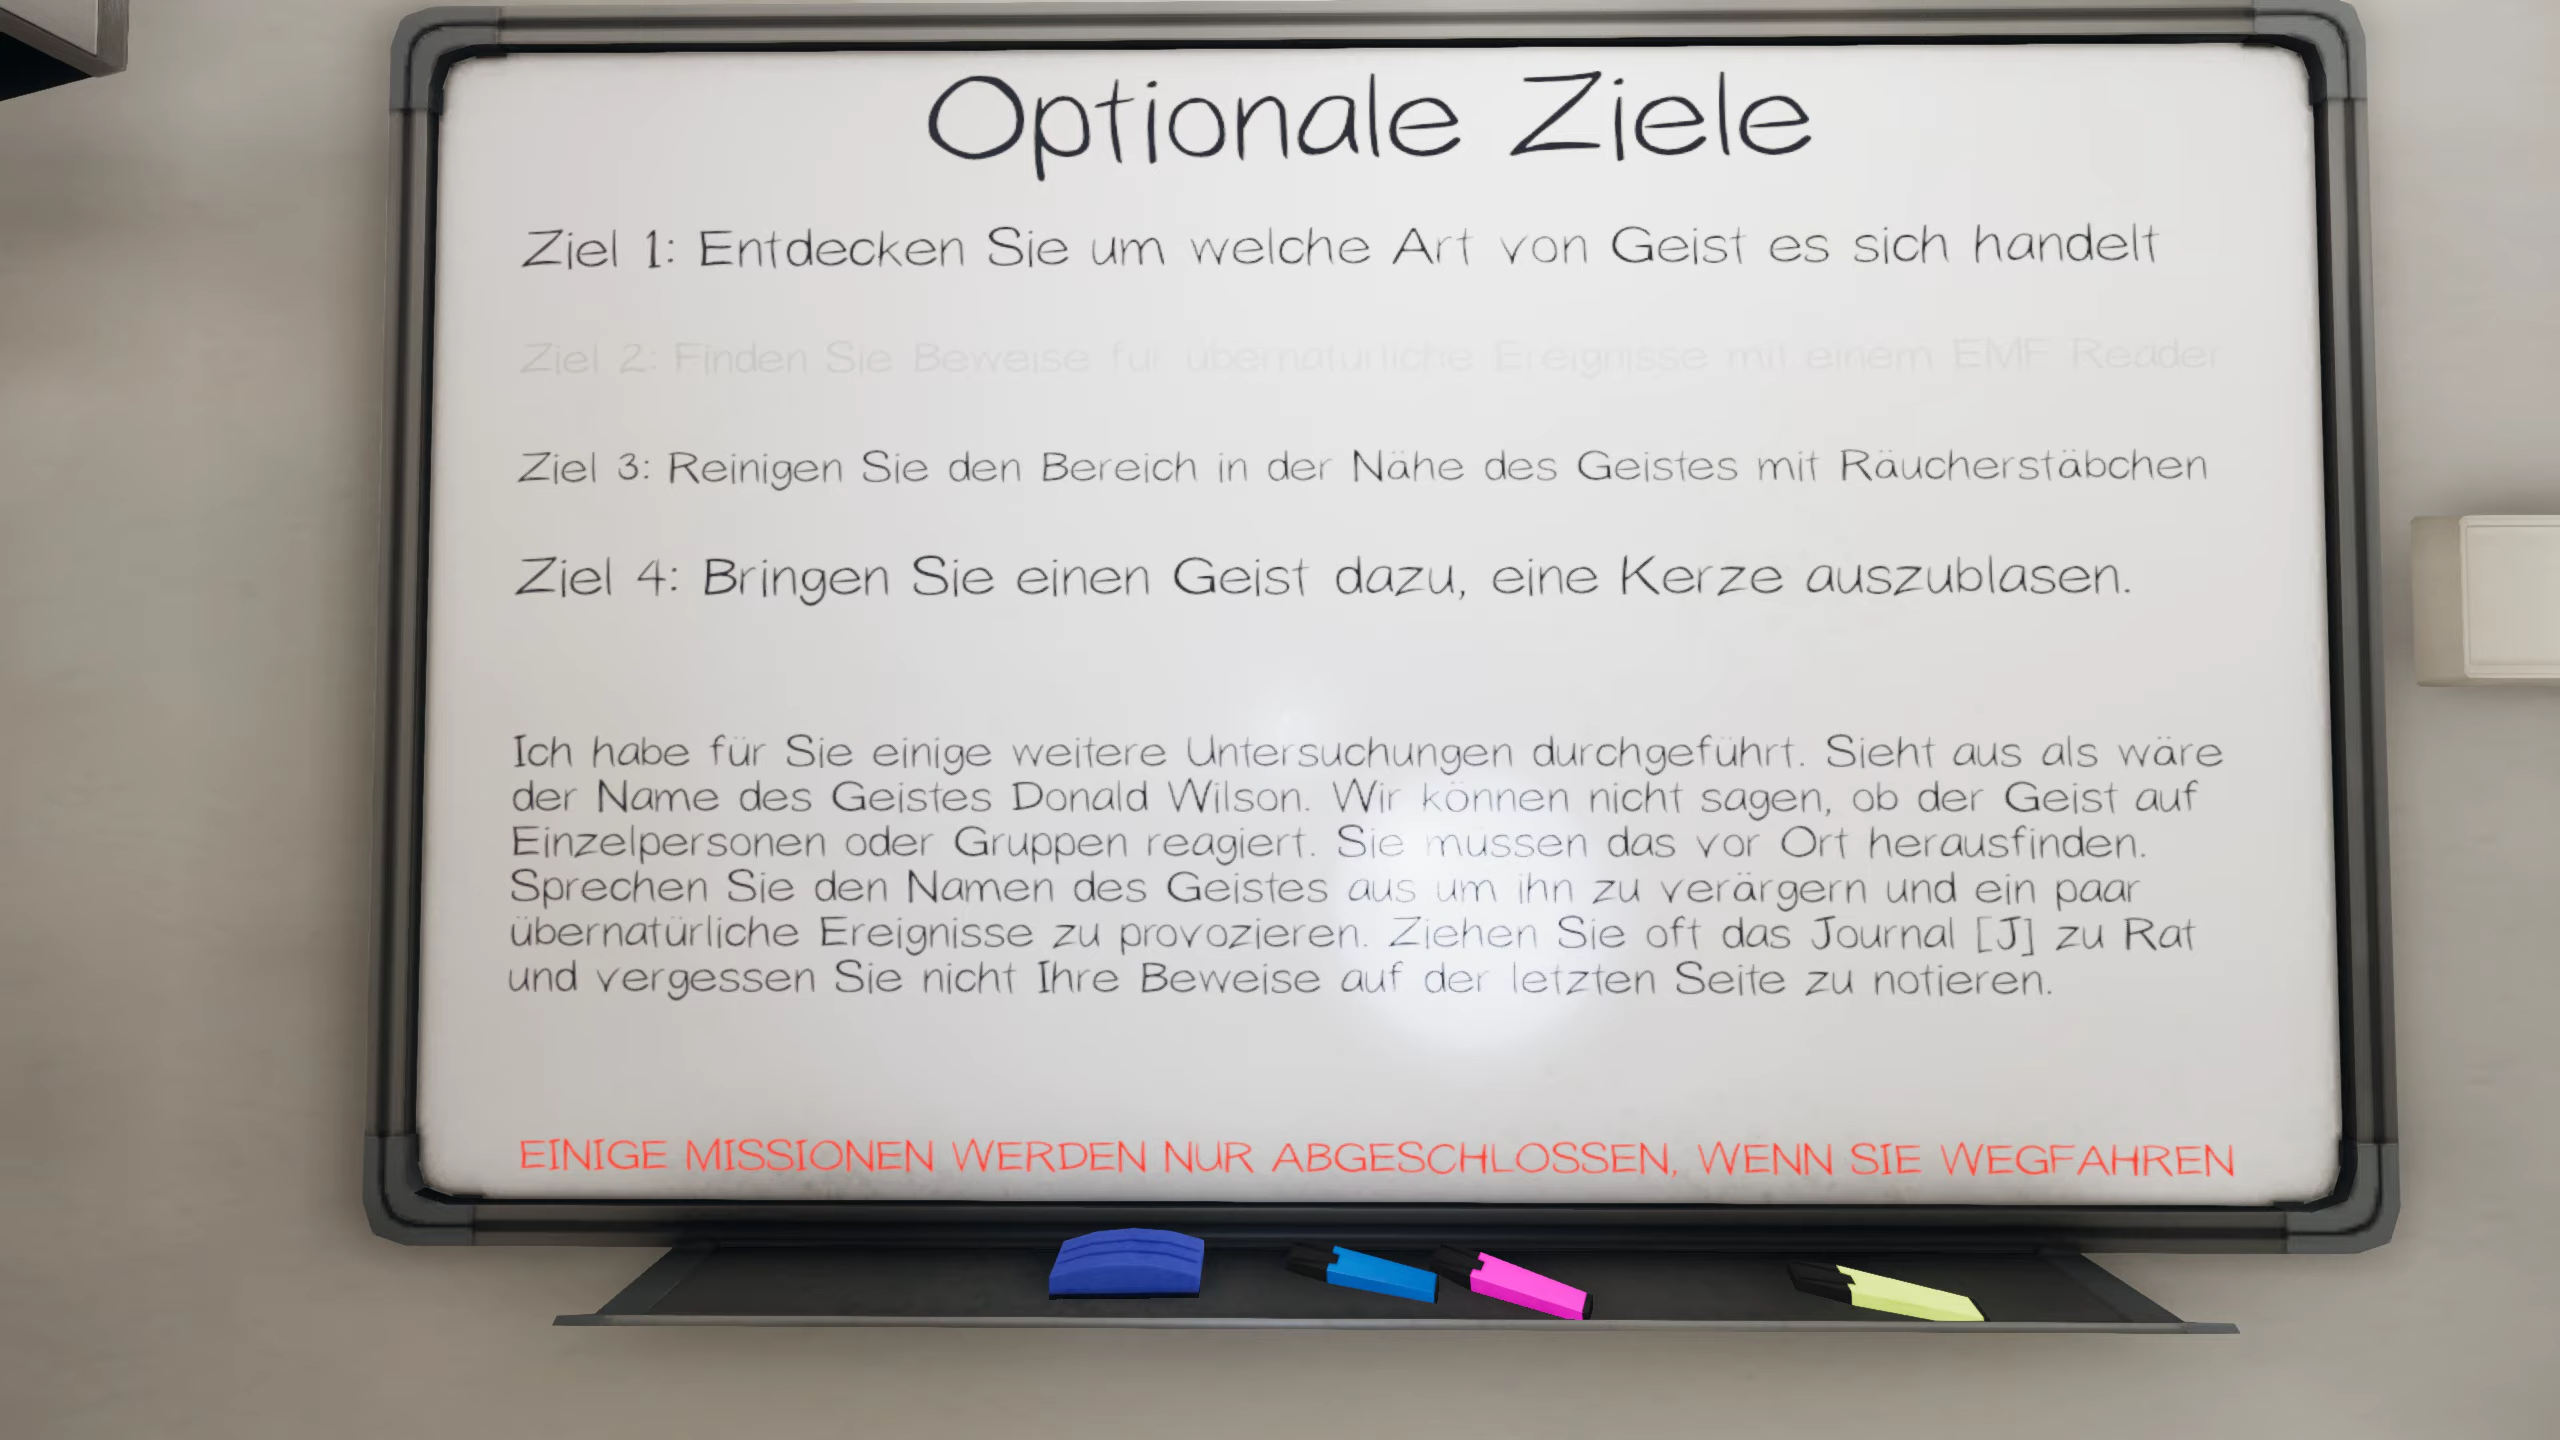 Optionale Ziele
Ziel 1: Entdecken Sie um welche Art von Geist es sich handelt
Ziel 2: Finden Sie Beweise für übernatürliche Ereignisse mit einem EMF Reader
Ziel 3: Reinigen Sie den Bereich in der Nähe des Geistes mit Räucherstäbchen
Ziel 4: Bringen Sie einen Geist dazu, eine Kerze auszublasen.
Ich habe für Sie einige weitere Untersuchungen durchgeführt. Sieht aus als wäre
der Name des Geistes Donald Wilson. Wir können nicht sagen, ob der Geist auf
Einzelpersonen oder Gruppen reagiert. Sie müssen das vor Ort herausfinden.
Sprechen Sie den Namen des Geistes aus um ihn zu verärgern und ein paar
übernatürliche Ereignisse zu provozieren. Ziehen Sie oft das Journal [J] zu Rat
und vergessen Sie nicht Ihre Beweise auf der letzten Seite zu notieren.
EINIGE MISSIONEN WERDEN NUR ABGESCHLOSSEN, WENN SIE WEGFAHREN